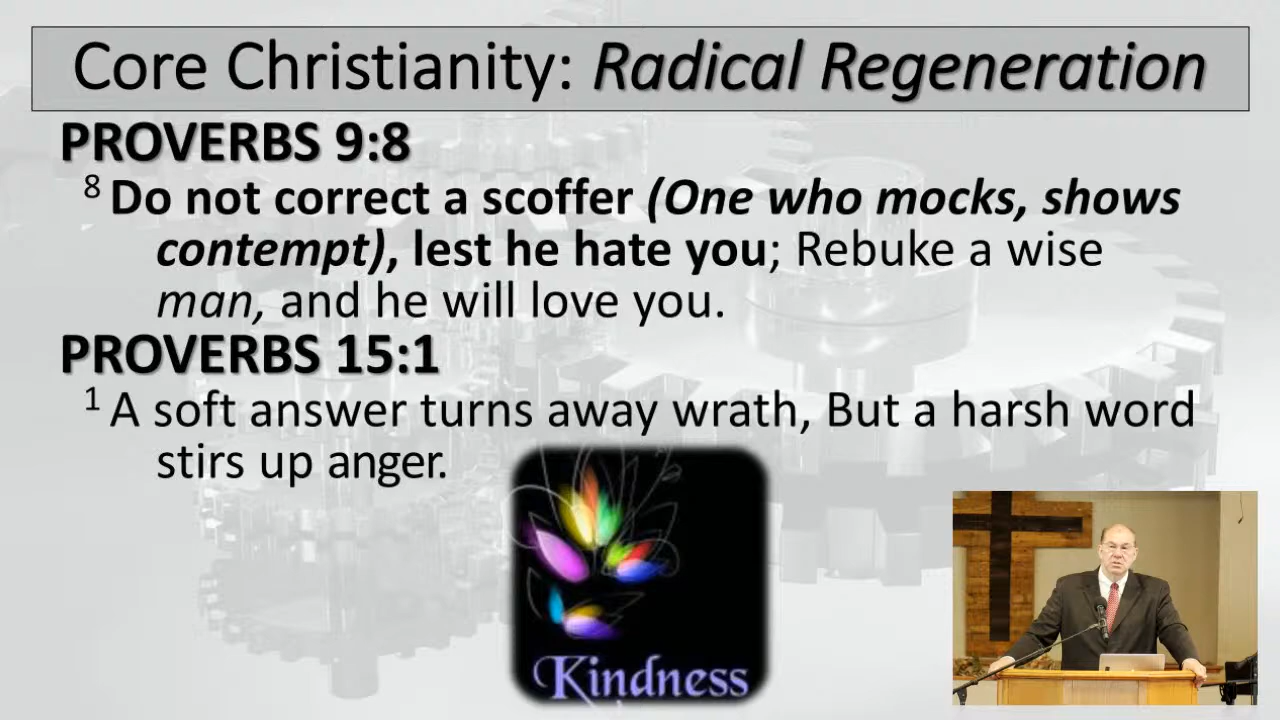 Core Christianity: Radical Regeneration
PROVERBS 9:8
8 Do not correct a scoffer (One who mocks, shows
contempt), lest he hate you; Rebuke a wise
man, and he will love you.
PROVERBS 15:1
1 A soft answer turns away wrath, But a harsh word
stirs up anger.
Kindness